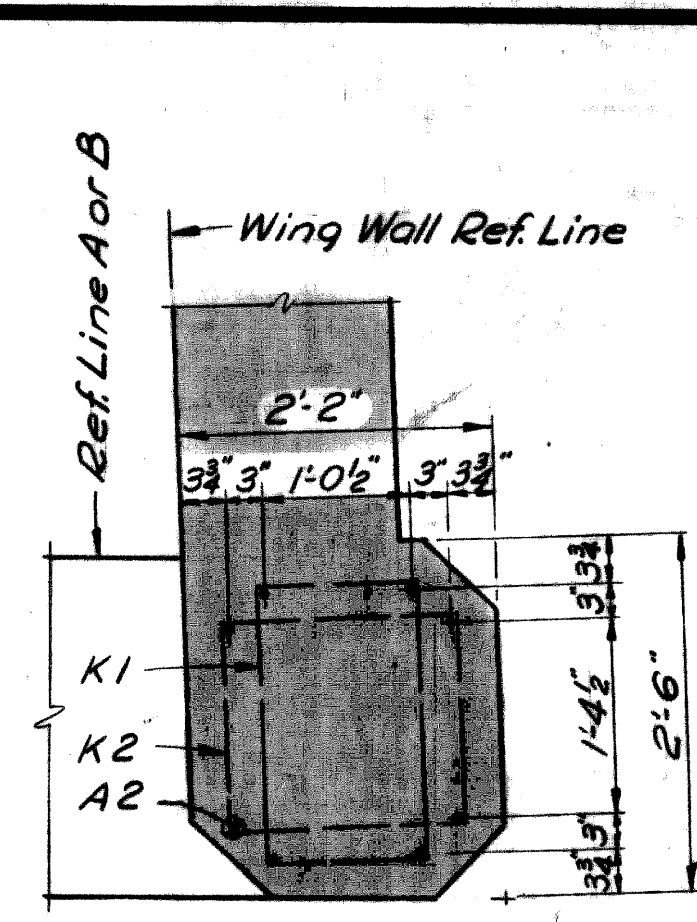 Ref. Line A or B
Wing Wall Ref. Line
2'-2"
3¾" 3" 1'-0½" 3" 3¾"
3¾"
3"
1'-4½"
2'-6"
3"
3¾"
K1
K2
A2